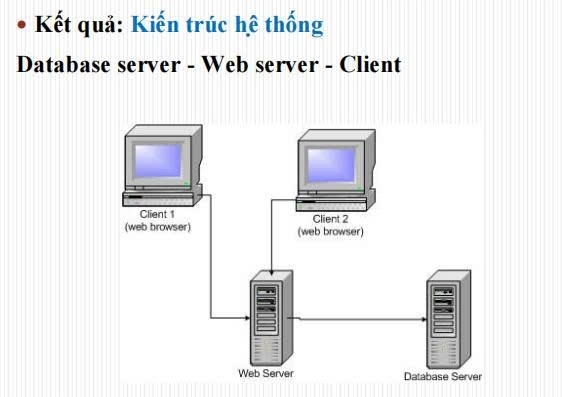 • Kết quả: Kiến trúc hệ thống
Database server - Web server - Client
Client 1
(web browser)
Client 2
(web browser)
Web Server
Database Server